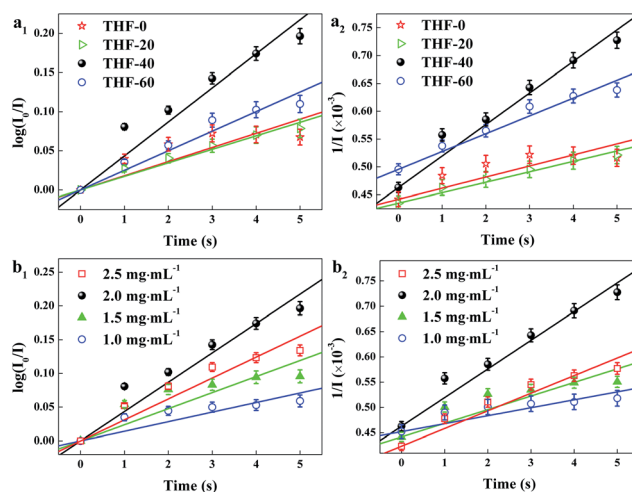 a₁
THF-0
THF-20
THF-40
THF-60
log(I₀/I)
0.20
0.15
0.10
0.05
0.00
0 1 2 3 4 5
Time (s)
a₂
THF-0
THF-20
THF-40
THF-60
1/I (×10⁻³)
0.75
0.70
0.65
0.60
0.55
0.50
0.45
0.40
0 1 2 3 4 5
Time (s)
b₁
2.5 mg·mL⁻¹
2.0 mg·mL⁻¹
1.5 mg·mL⁻¹
1.0 mg·mL⁻¹
log(I₀/I)
0.25
0.20
0.15
0.10
0.05
0.00
0 1 2 3 4 5
Time (s)
b₂
2.5 mg·mL⁻¹
2.0 mg·mL⁻¹
1.5 mg·mL⁻¹
1.0 mg·mL⁻¹
1/I (×10⁻³)
0.75
0.70
0.65
0.60
0.55
0.50
0.45
0.40
0 1 2 3 4 5
Time (s)